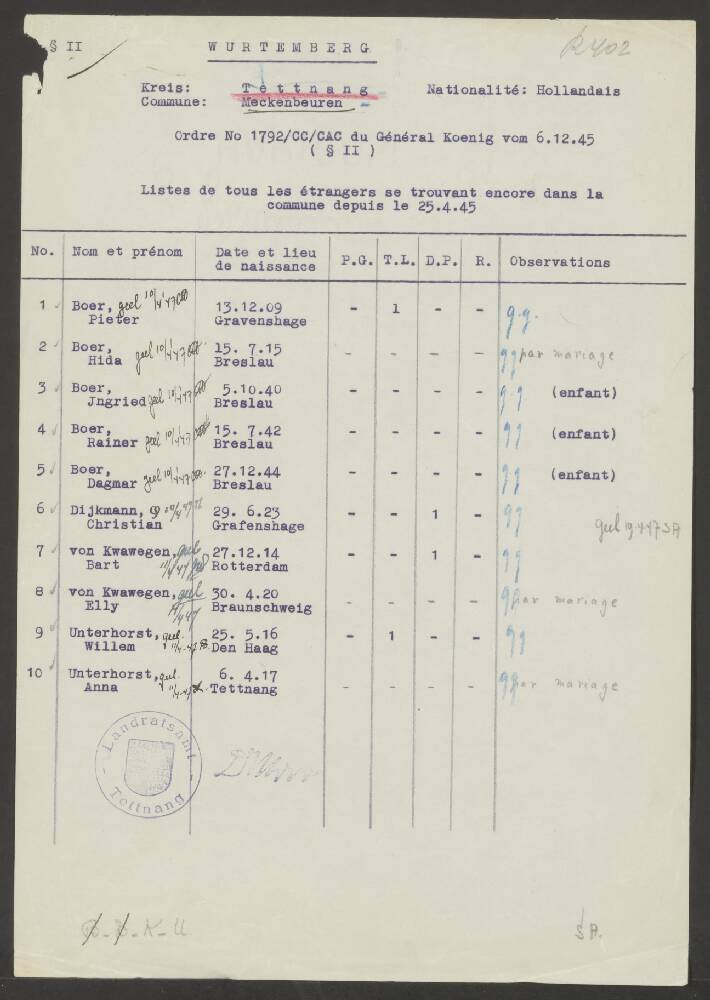 § II
WURTEMBERG
R402
Kreis: Tettnang Nationalité: Hollandais
Commune: Meckenbeuren
Ordre No 1792/CC/CAC du Général Koenig vom 6.12.45
( § II )
Listes de tous les étrangers se trouvant encore dans la
commune depuis le 25.4.45
No. Nom et prénom Date et lieu de naissance P.G. T.L. D.P. R. Observations
1 Boer, 13.12.09 - 1 - - g.g.
Pieter Gravenshage
2 Boer, 15. 7.15 - - - - gg par mariage
Hida Breslau
3 Boer, 5.10.40 - - - - g.g (enfant)
Jngried Breslau
4 Boer, 15. 7.42 - - - - gg (enfant)
Rainer Breslau
5 Boer, 27.12.44 - - - - gg (enfant)
Dagmar Breslau
6 Dijkmann, 29. 6.23 - - 1 - gg
Christian Grafenshage
7 von Kwawegen, 27.12.14 - - 1 - gg
Bart Rotterdam
8 von Kwawegen, 30. 4.20 - - - - gg par mariage
Elly Braunschweig
9 Unterhorst, 25. 5.16 - 1 - - gg
Willem Den Haag
10 Unterhorst, 6. 4.17 - - - - gg par mariage
Anna Tettnang
Landratsamt
Tettnang
K-U
SA.